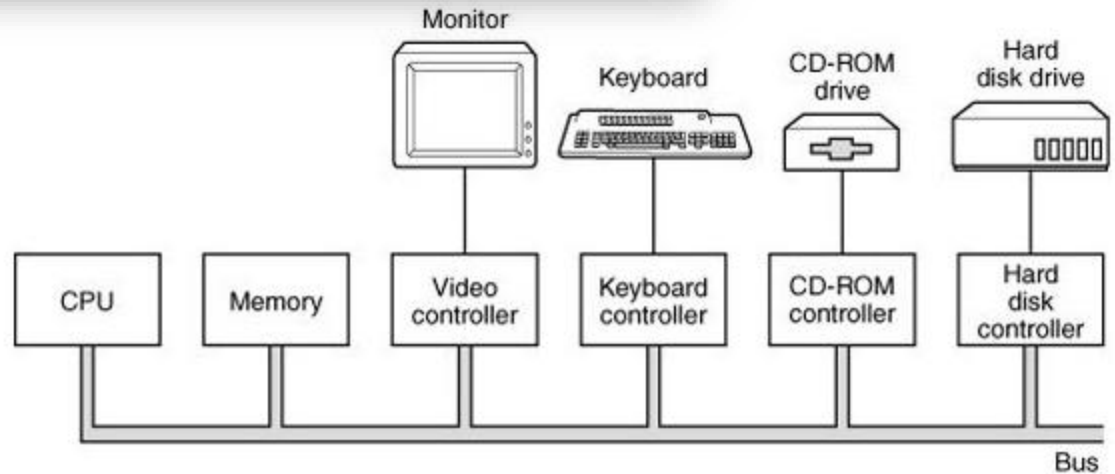 Monitor
Keyboard
CD-ROM
drive
Hard
disk drive
CPU
Memory
Video
controller
Keyboard
controller
CD-ROM
controller
Hard
disk
controller
Bus